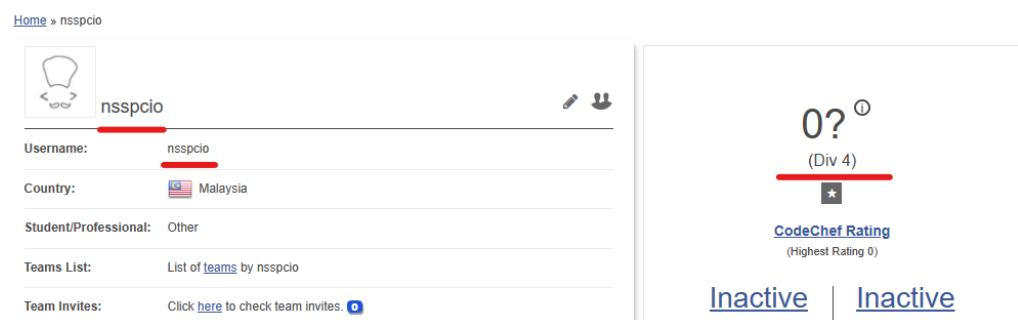 Home » nsspcio
nsspcio
Username: nsspcio
Country: Malaysia
Student/Professional: Other
Teams List: List of teams by nsspcio
Team Invites: Click here to check team invites. 0
0? i
(Div 4)
CodeChef Rating
(Highest Rating 0)
Inactive Inactive